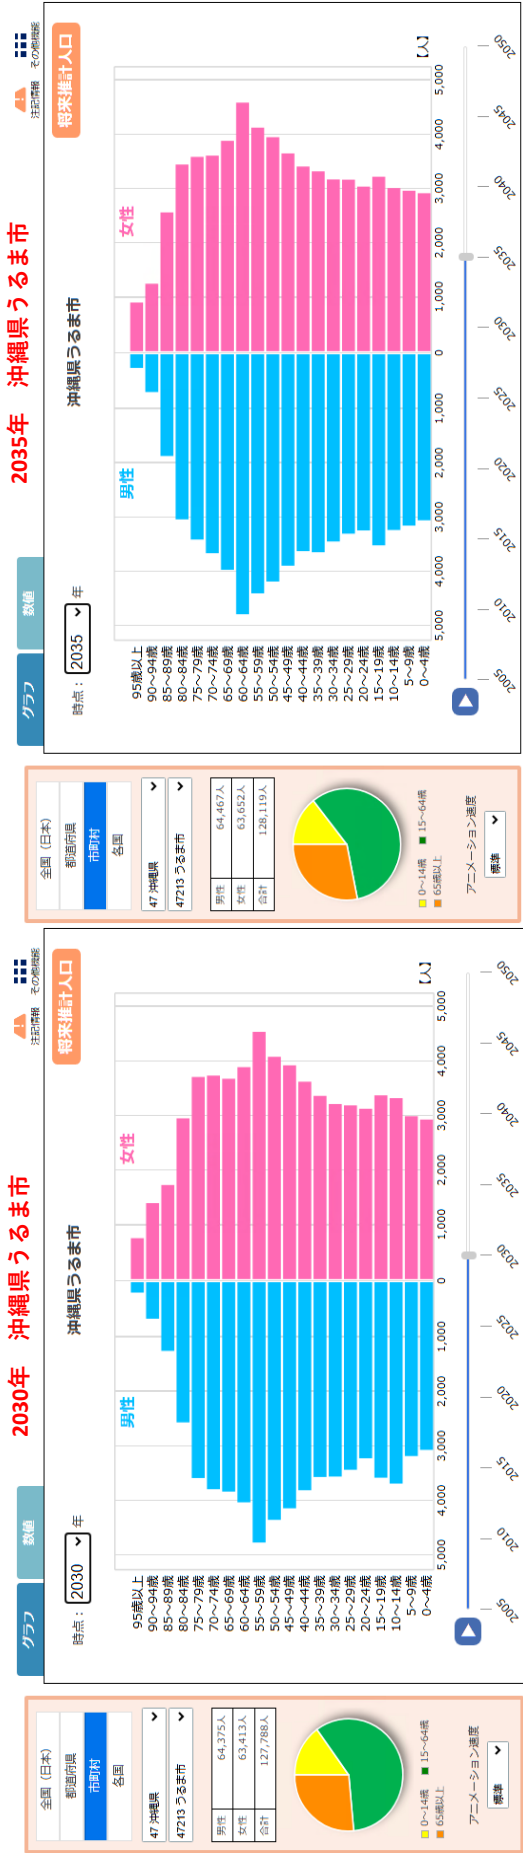 2030年　沖縄県うるま市
全国（日本）
都道府県
市町村
各国
47 沖縄県
47213 うるま市
男性 64,375人
女性 63,413人
合計 127,788人
0～14歳 15～64歳
65歳以上
アニメーション速度
標準
グラフ 数値
注記情報 その他機能
時点： 2030 年
沖縄県うるま市
将来推計人口
男性 女性
95歳以上
90～94歳
85～89歳
80～84歳
75～79歳
70～74歳
65～69歳
60～64歳
55～59歳
50～54歳
45～49歳
40～44歳
35～39歳
30～34歳
25～29歳
20～24歳
15～19歳
10～14歳
5～9歳
0～4歳
【人】
5,000 4,000 3,000 2,000 1,000 0 1,000 2,000 3,000 4,000 5,000
2005 2010 2015 2020 2025 2030 2035 2040 2045 2050
2035年　沖縄県うるま市
全国（日本）
都道府県
市町村
各国
47 沖縄県
47213 うるま市
男性 64,467人
女性 63,652人
合計 128,119人
0～14歳 15～64歳
65歳以上
アニメーション速度
標準
グラフ 数値
注記情報 その他機能
時点： 2035 年
沖縄県うるま市
将来推計人口
男性 女性
95歳以上
90～94歳
85～89歳
80～84歳
75～79歳
70～74歳
65～69歳
60～64歳
55～59歳
50～54歳
45～49歳
40～44歳
35～39歳
30～34歳
25～29歳
20～24歳
15～19歳
10～14歳
5～9歳
0～4歳
【人】
5,000 4,000 3,000 2,000 1,000 0 1,000 2,000 3,000 4,000 5,000
2005 2010 2015 2020 2025 2030 2035 2040 2045 2050